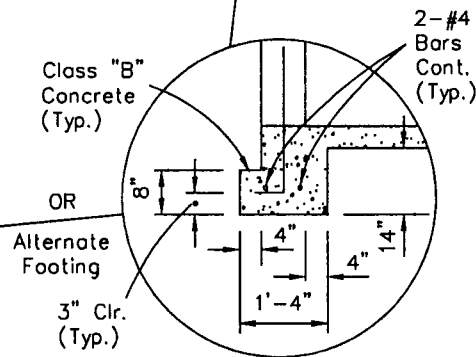 2-#4
Bars
Cont.
(Typ.)
Class "B"
Concrete
(Typ.)
8"
OR
Alternate
Footing
3" Clr.
(Typ.)
4"
4"
14"
1'-4"